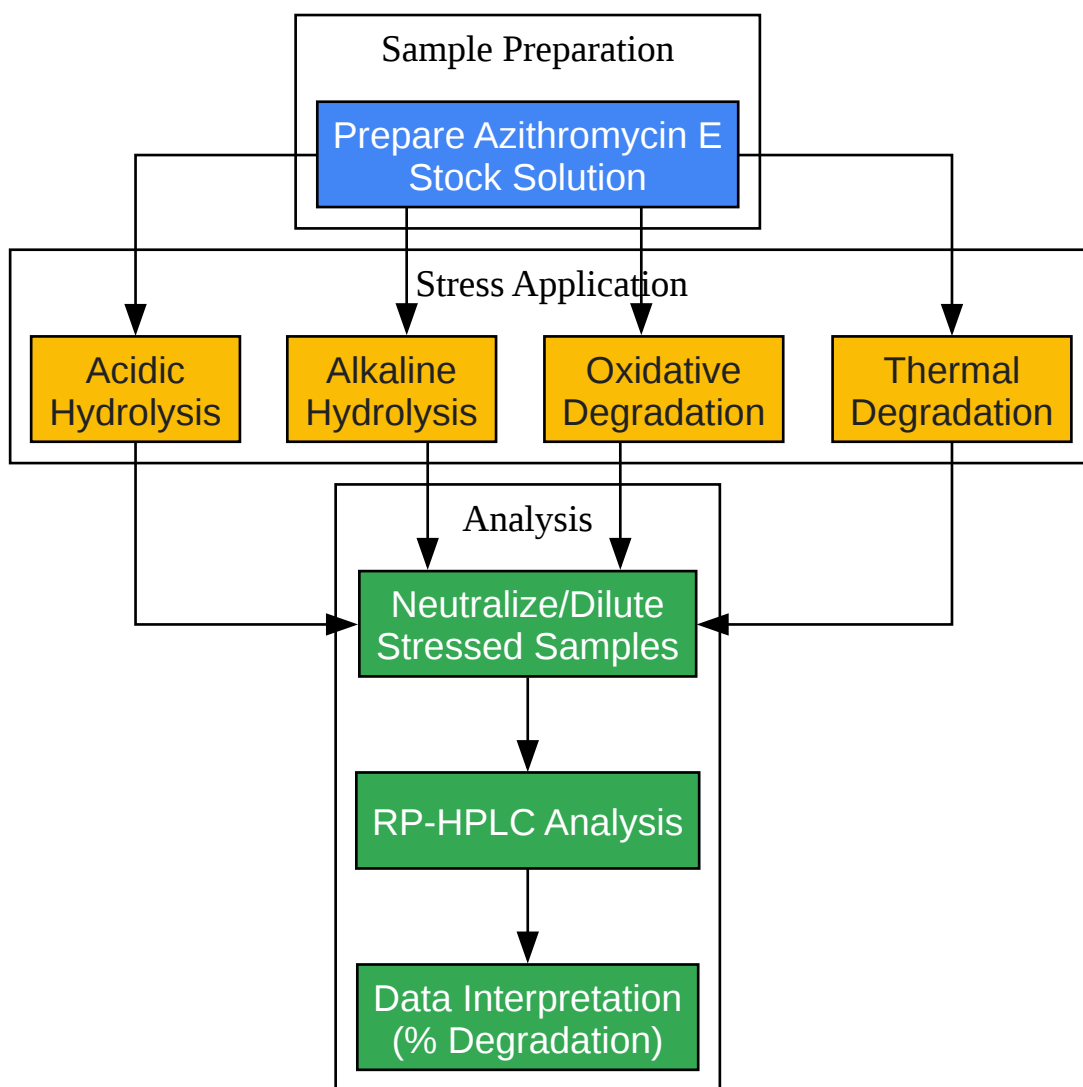 Sample Preparation
Prepare Azithromycin E
Stock Solution
Stress Application
Acidic
Hydrolysis
Alkaline
Hydrolysis
Oxidative
Degradation
Thermal
Degradation
Analysis
Neutralize/Dilute
Stressed Samples
RP-HPLC Analysis
Data Interpretation
(% Degradation)